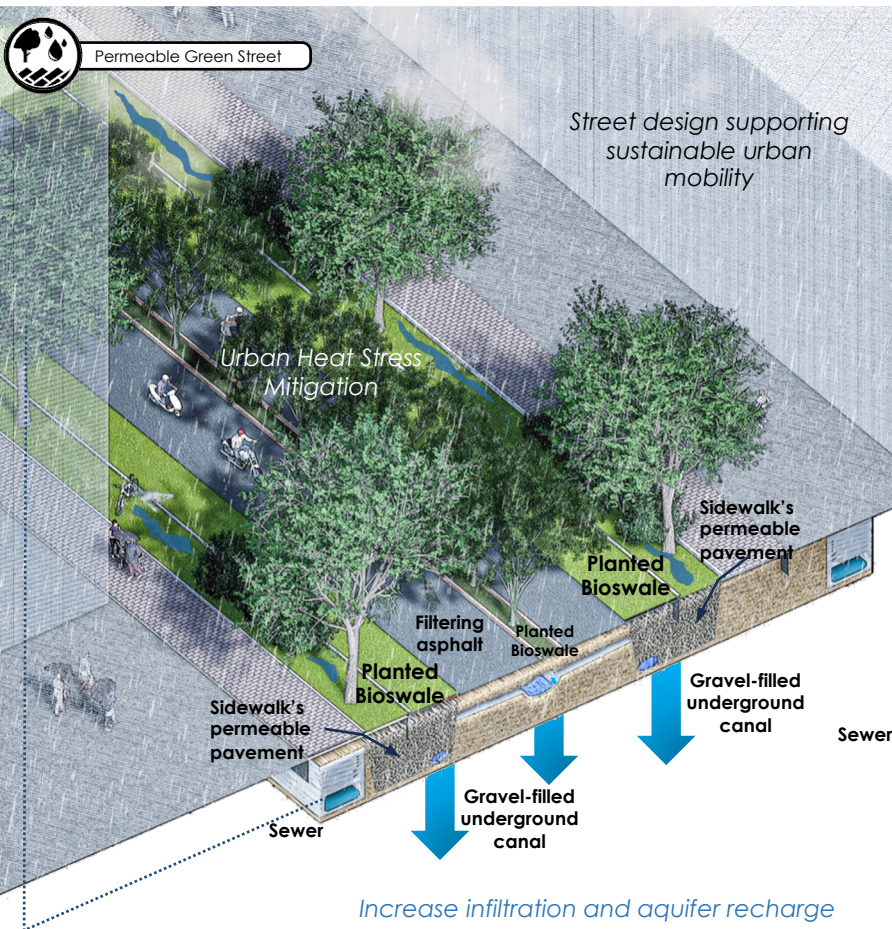 Permeable Green Street
Street design supporting
sustainable urban
mobility
Urban Heat Stress
Mitigation
Sidewalk's
permeable
pavement
Planted
Bioswale
Filtering
asphalt
Planted
Bioswale
Planted
Bioswale
Sidewalk's
permeable
pavement
Gravel-filled
underground
canal
Sewer
Gravel-filled
underground
canal
Sewer
Increase infiltration and aquifer recharge